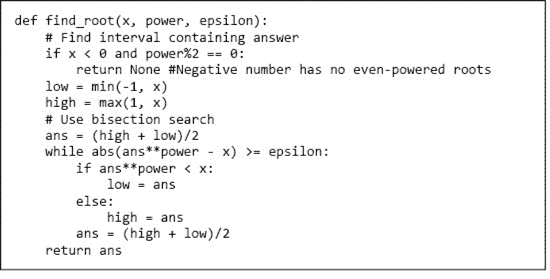 def find_root(x, power, epsilon):
    # Find interval containing answer
    if x < 0 and power%2 == 0:
        return None #Negative number has no even-powered roots
    low = min(-1, x)
    high = max(1, x)
    # Use bisection search
    ans = (high + low)/2
    while abs(ans**power - x) >= epsilon:
        if ans**power < x:
            low = ans
        else:
            high = ans
        ans = (high + low)/2
    return ans